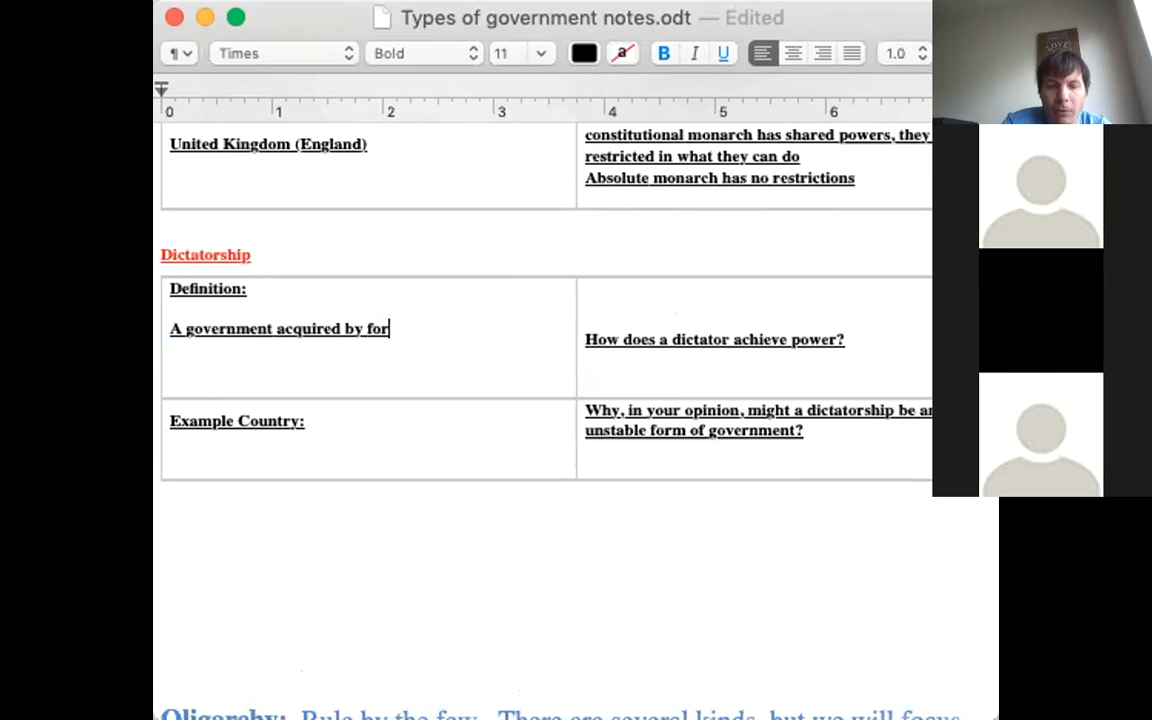 Types of government notes.odt — Edited
¶ Times Bold 11 a B I U 1.0
0 1 2 3 4 5 6
United Kingdom (England)
constitutional monarch has shared powers, they
restricted in what they can do
Absolute monarch has no restrictions
Dictatorship
Definition:
A government acquired by for
How does a dictator achieve power?
Example Country:
Why, in your opinion, might a dictatorship be an
unstable form of government?
Oligarchy: Rule by the few. There are several kinds, but we will focus